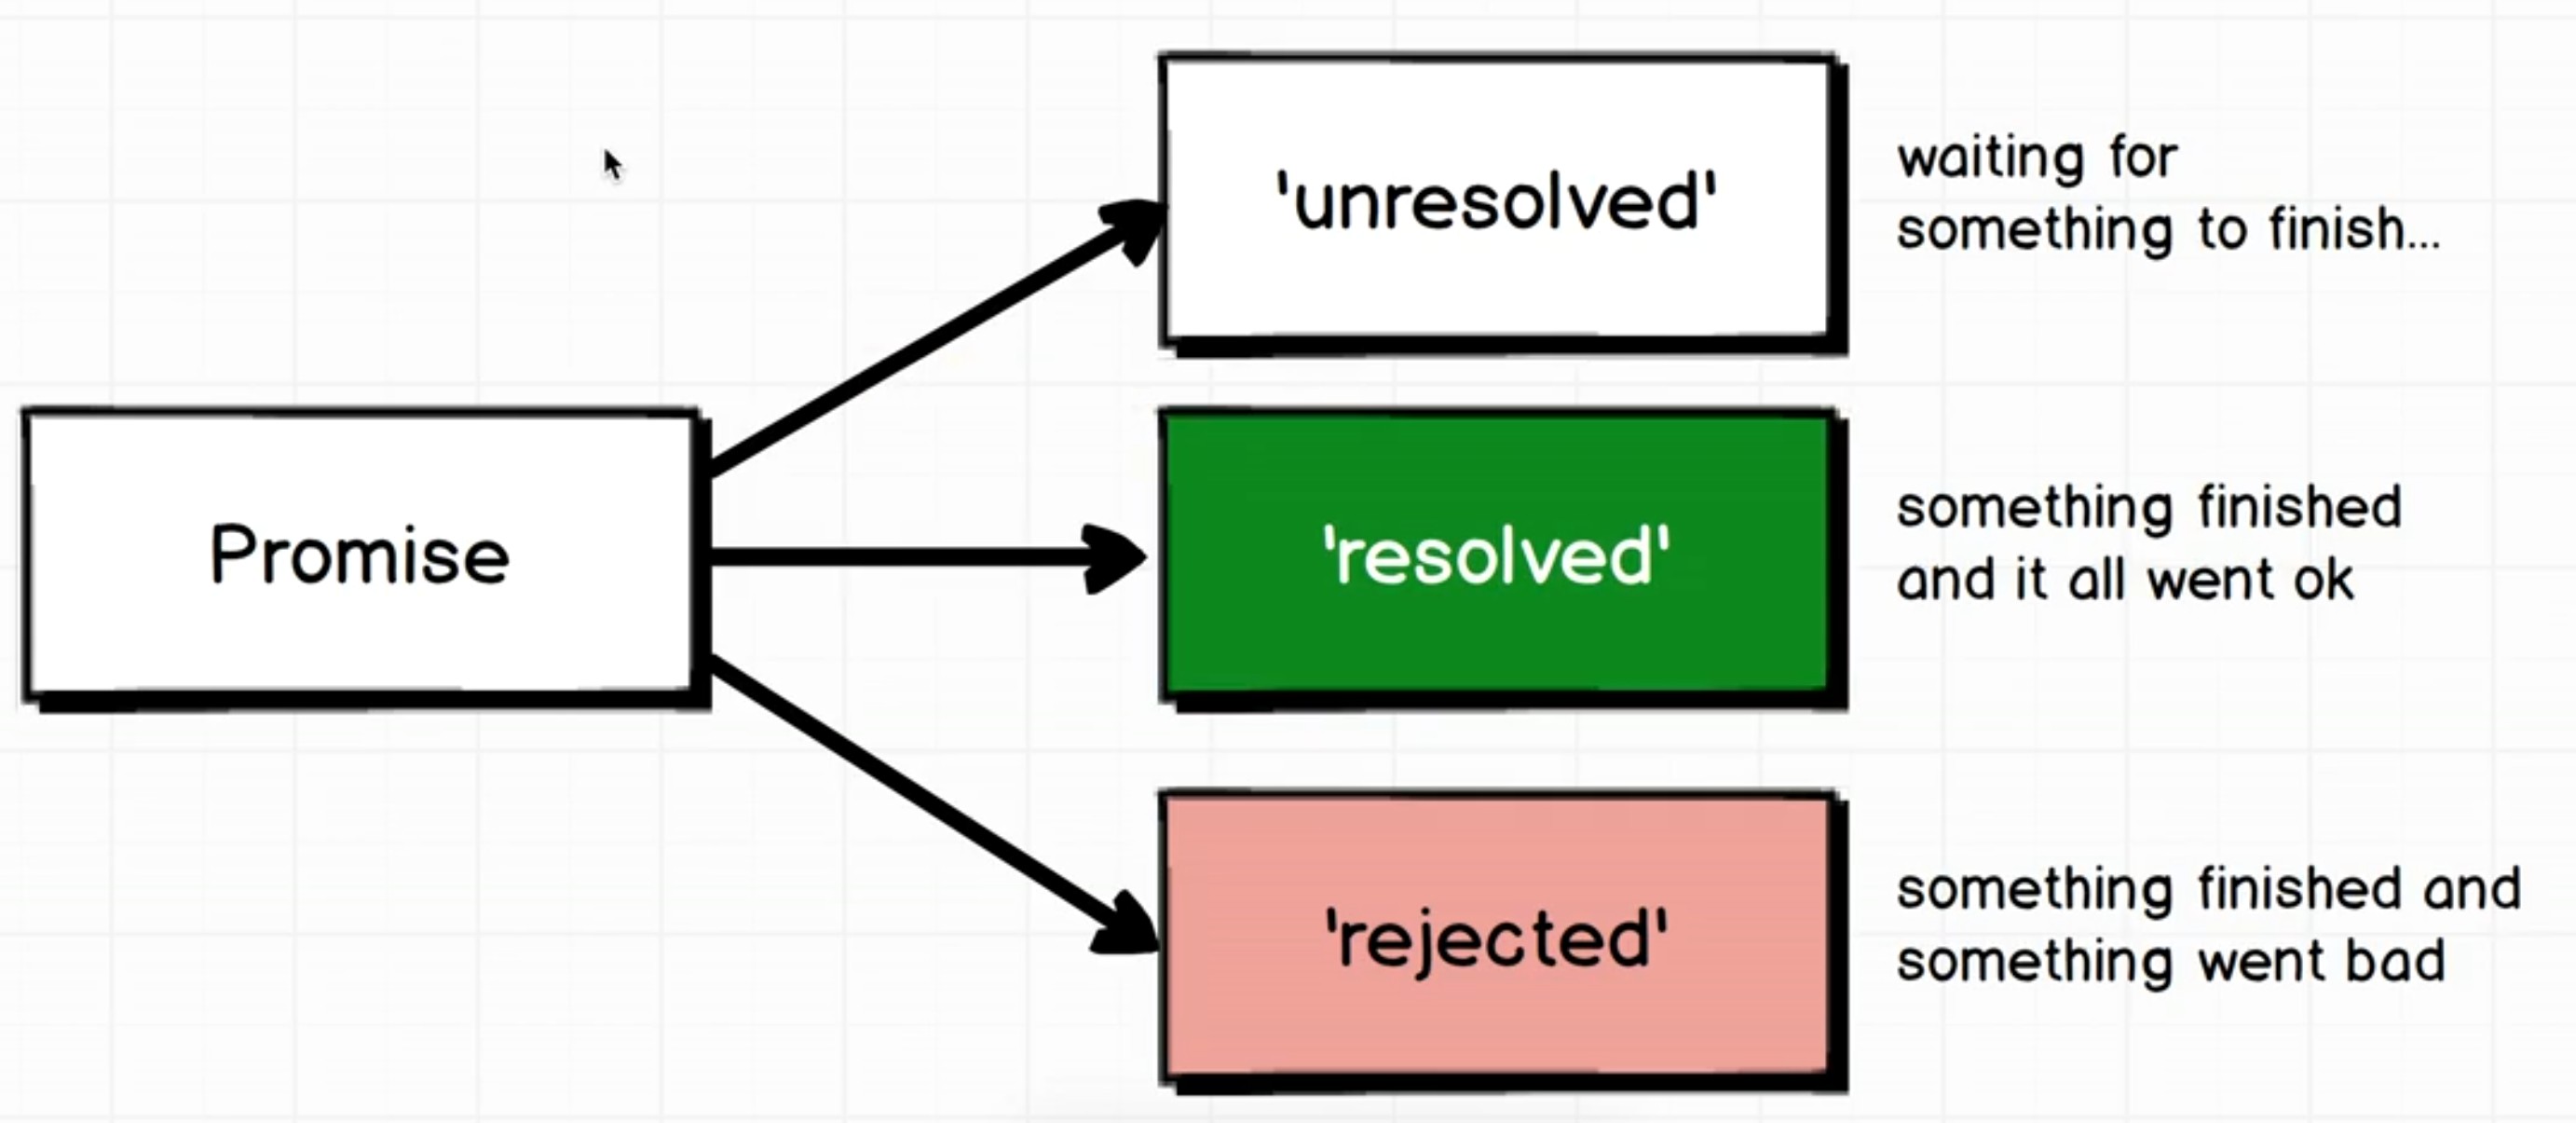 'unresolved'
waiting for
something to finish...
Promise
'resolved'
something finished
and it all went ok
'rejected'
something finished and
something went bad